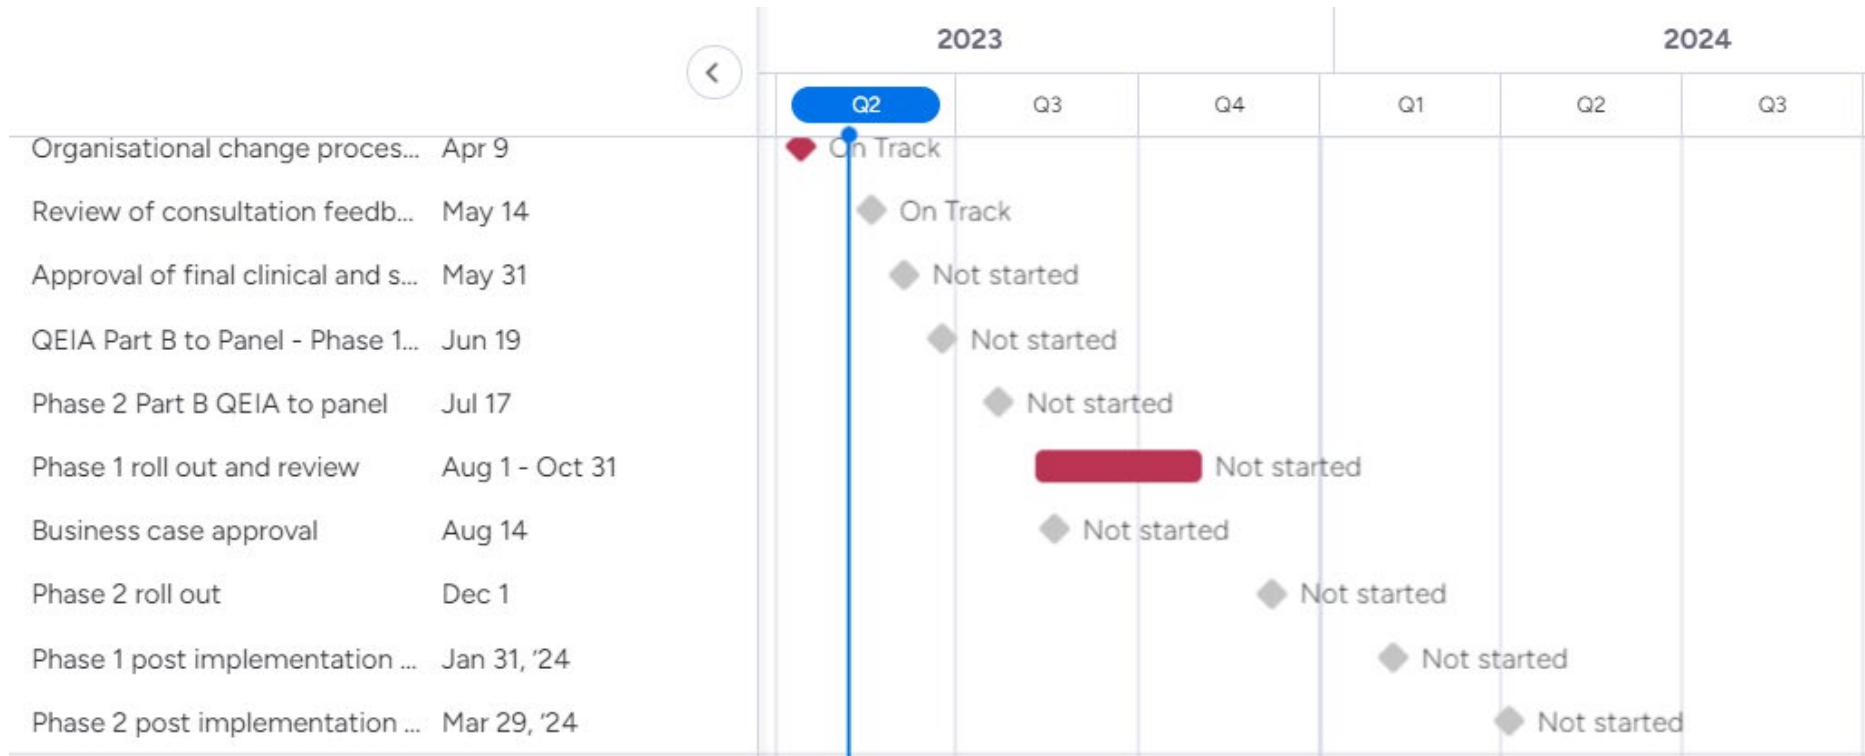 2023 2024
Q2 Q3 Q4 Q1 Q2 Q3
Organisational change proces... Apr 9 On Track
Review of consultation feedb... May 14 On Track
Approval of final clinical and s... May 31 Not started
QEIA Part B to Panel - Phase 1... Jun 19 Not started
Phase 2 Part B QEIA to panel Jul 17 Not started
Phase 1 roll out and review Aug 1 - Oct 31 Not started
Business case approval Aug 14 Not started
Phase 2 roll out Dec 1 Not started
Phase 1 post implementation ... Jan 31, '24 Not started
Phase 2 post implementation ... Mar 29, '24 Not started